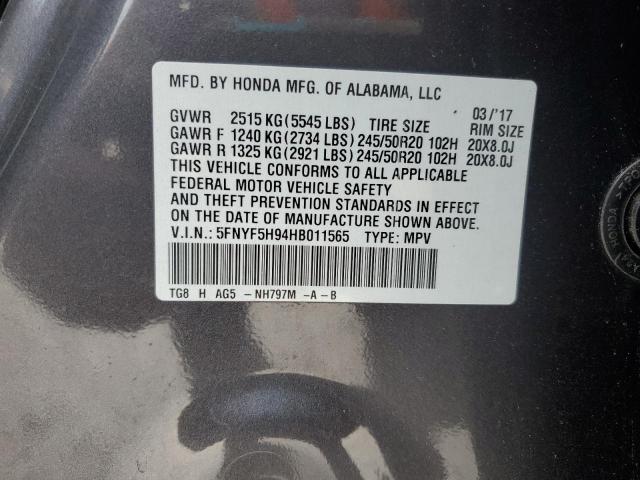 MFD. BY HONDA MFG. OF ALABAMA, LLC 03/'17
GVWR 2515 KG (5545 LBS) TIRE SIZE RIM SIZE
GAWR F 1240 KG (2734 LBS) 245/50R20 102H 20X8.0J
GAWR R 1325 KG (2921 LBS) 245/50R20 102H 20X8.0J
THIS VEHICLE CONFORMS TO ALL APPLICABLE
FEDERAL MOTOR VEHICLE SAFETY
AND THEFT PREVENTION STANDARDS IN EFFECT
ON THE DATE OF MANUFACTURE SHOWN ABOVE.
V.I.N.: 5FNYF5H94HB011565 TYPE: MPV
TG8 H AG5 -NH797M -A-B
HONDA